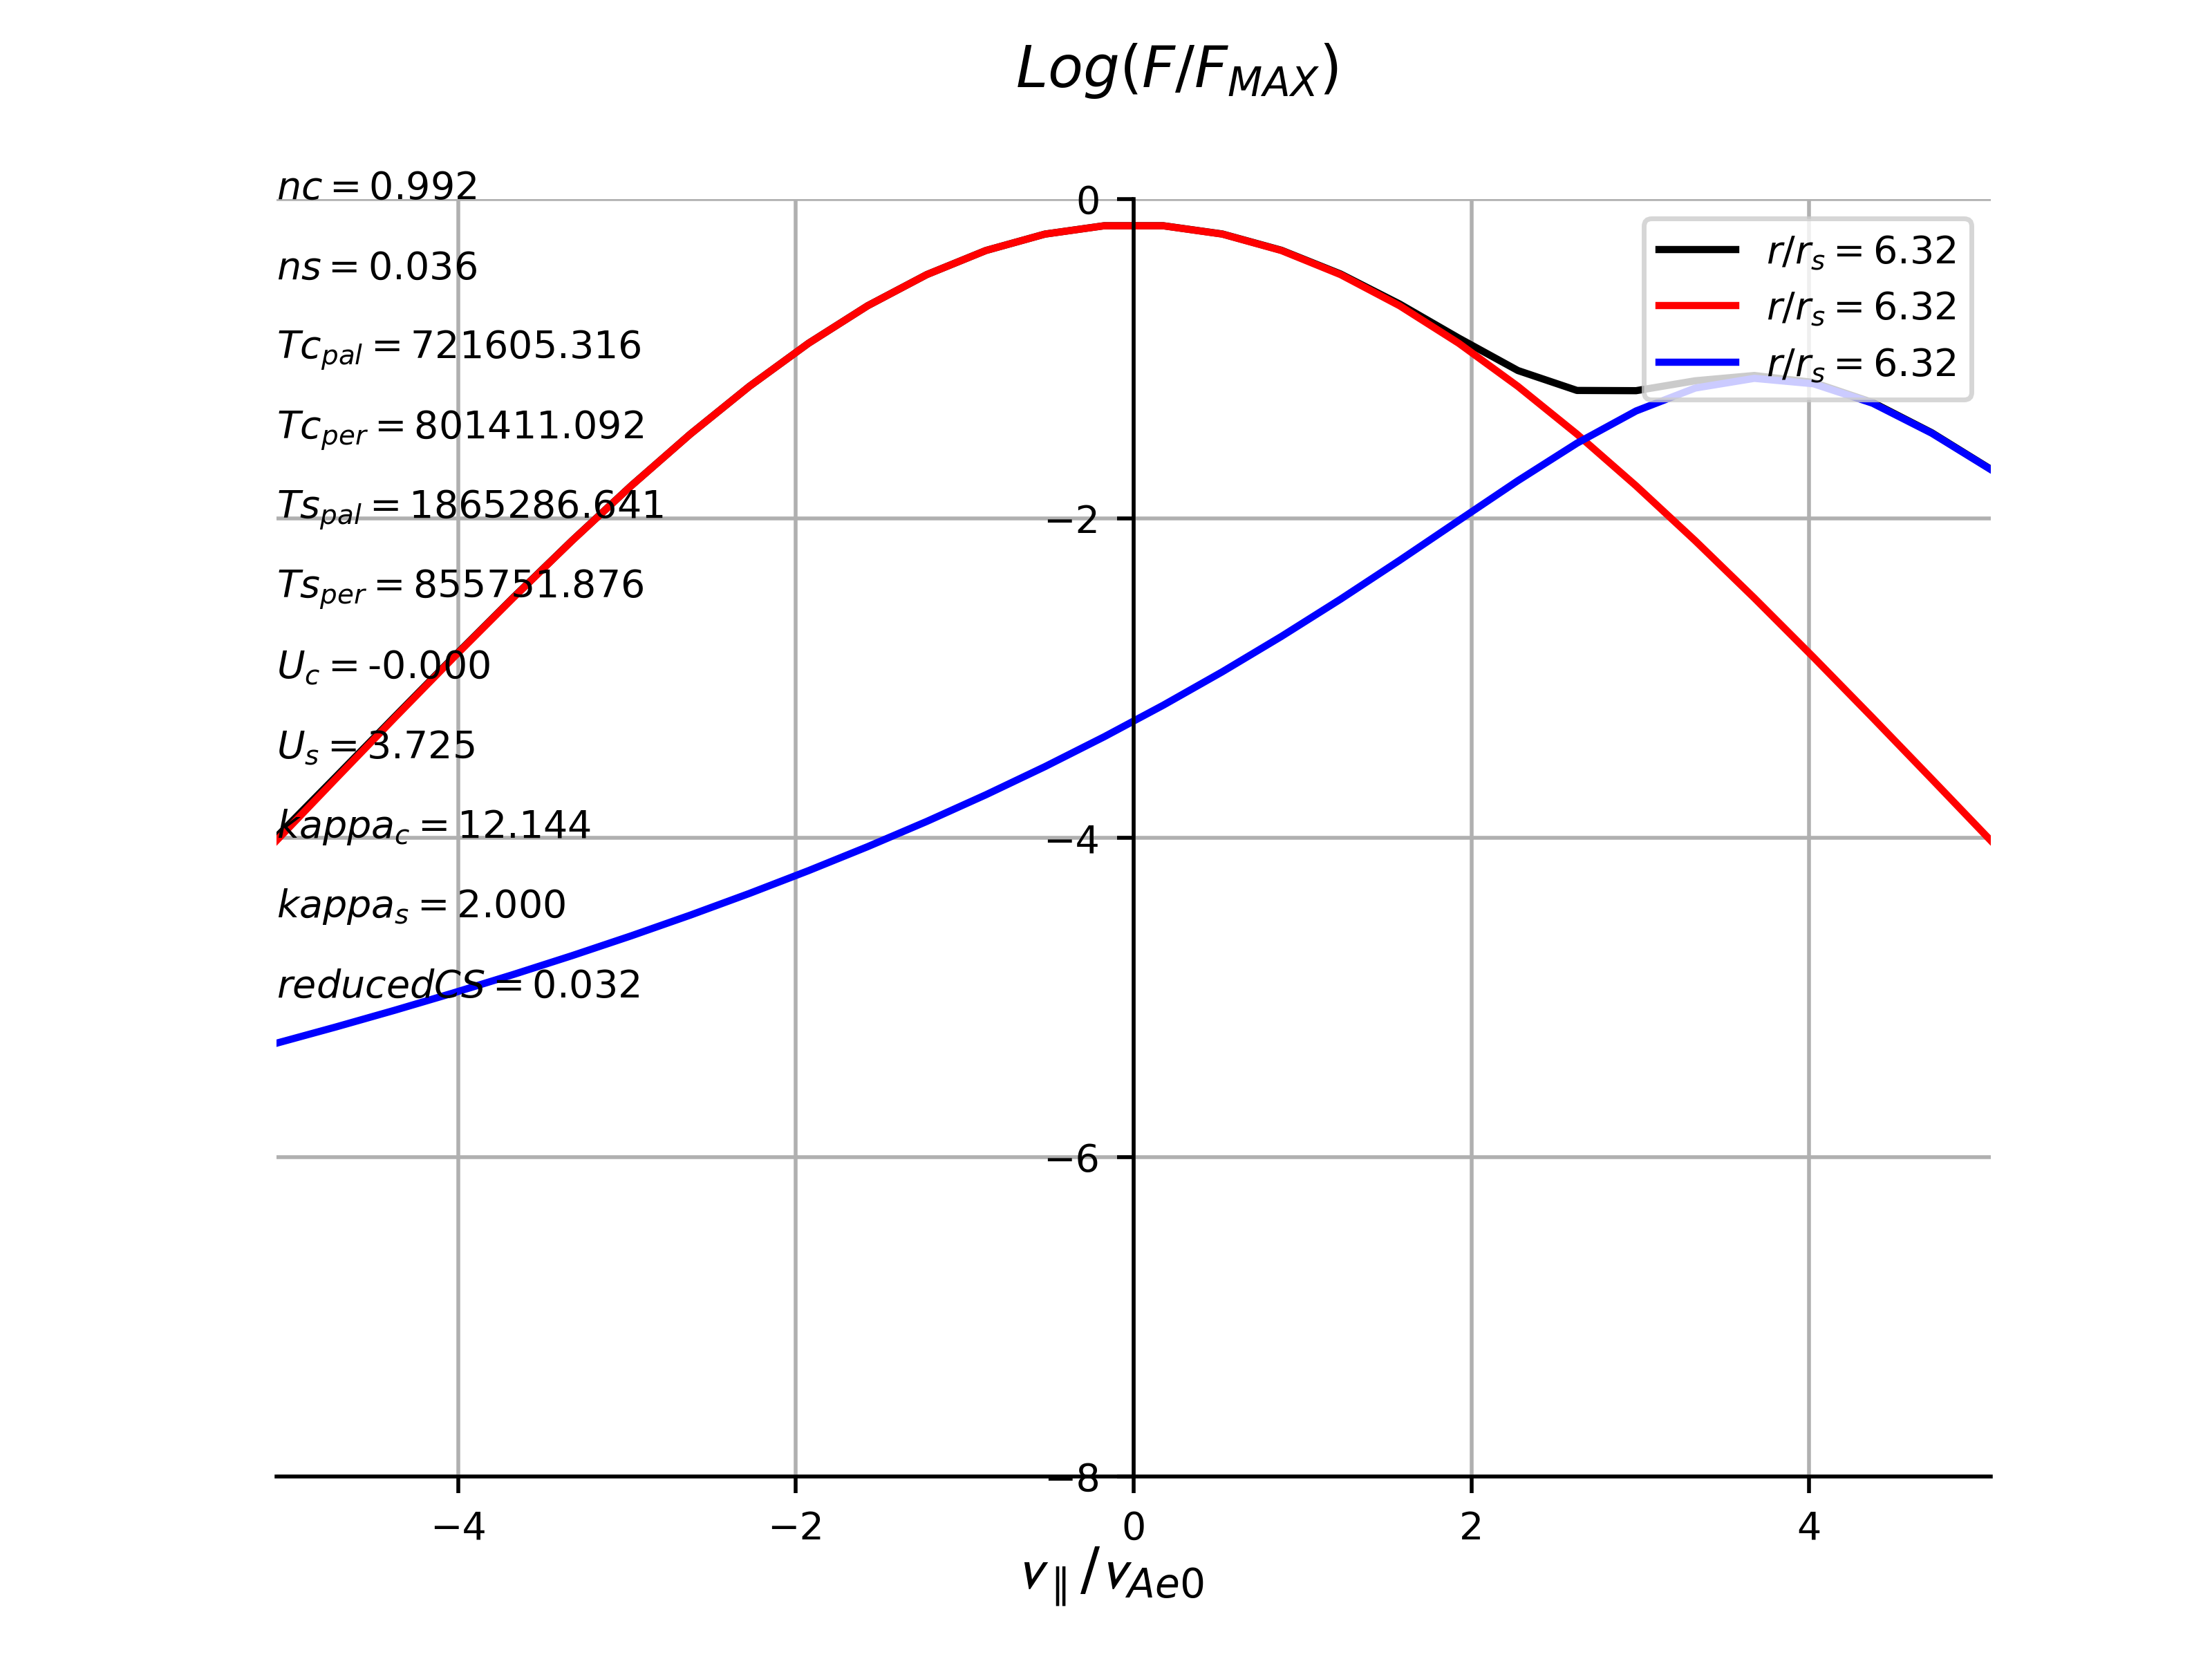 Log(F/F_MAX)
nc = 0.992
ns = 0.036
Tc_pal = 721605.316
Tc_per = 801411.092
Ts_pal = 1865286.641
Ts_per = 855751.876
U_c = -0.000
U_s = 3.725
kappa_c = 12.144
kappa_s = 2.000
reducedCS = 0.032
r/r_s = 6.32
r/r_s = 6.32
r/r_s = 6.32
0
−2
−4
−6
−8
−4 −2 0 2 4
v_∥/v_Ae0